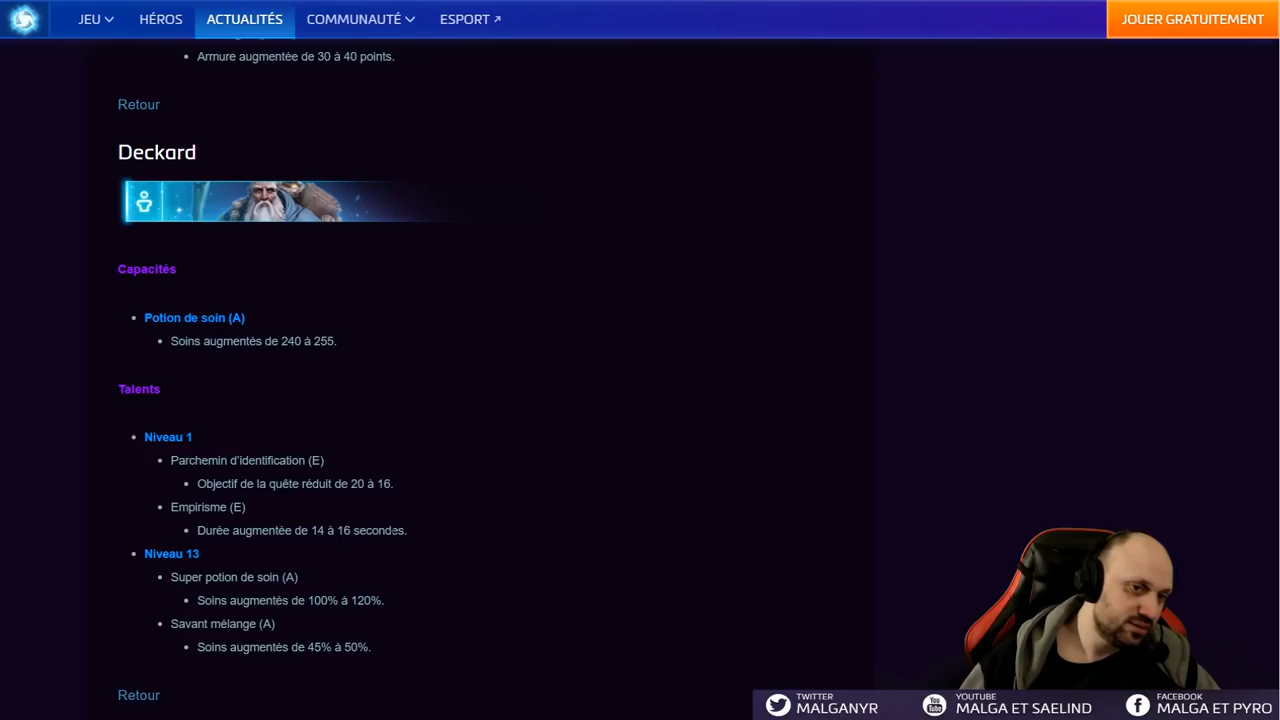 JEU HÉROS ACTUALITÉS COMMUNAUTÉ ESPORT ↗ JOUER GRATUITEMENT
• Armure augmentée de 30 à 40 points.
Retour
Deckard
Capacités
• Potion de soin (A)
• Soins augmentés de 240 à 255.
Talents
• Niveau 1
• Parchemin d'identification (E)
• Objectif de la quête réduit de 20 à 16.
• Empirisme (E)
• Durée augmentée de 14 à 16 secondes.
• Niveau 13
• Super potion de soin (A)
• Soins augmentés de 100% à 120%.
• Savant mélange (A)
• Soins augmentés de 45% à 50%.
Retour
TWITTER
MALGANYR
You Tube
YOUTUBE
MALGA ET SAELIND
FACEBOOK
MALGA ET PYRO